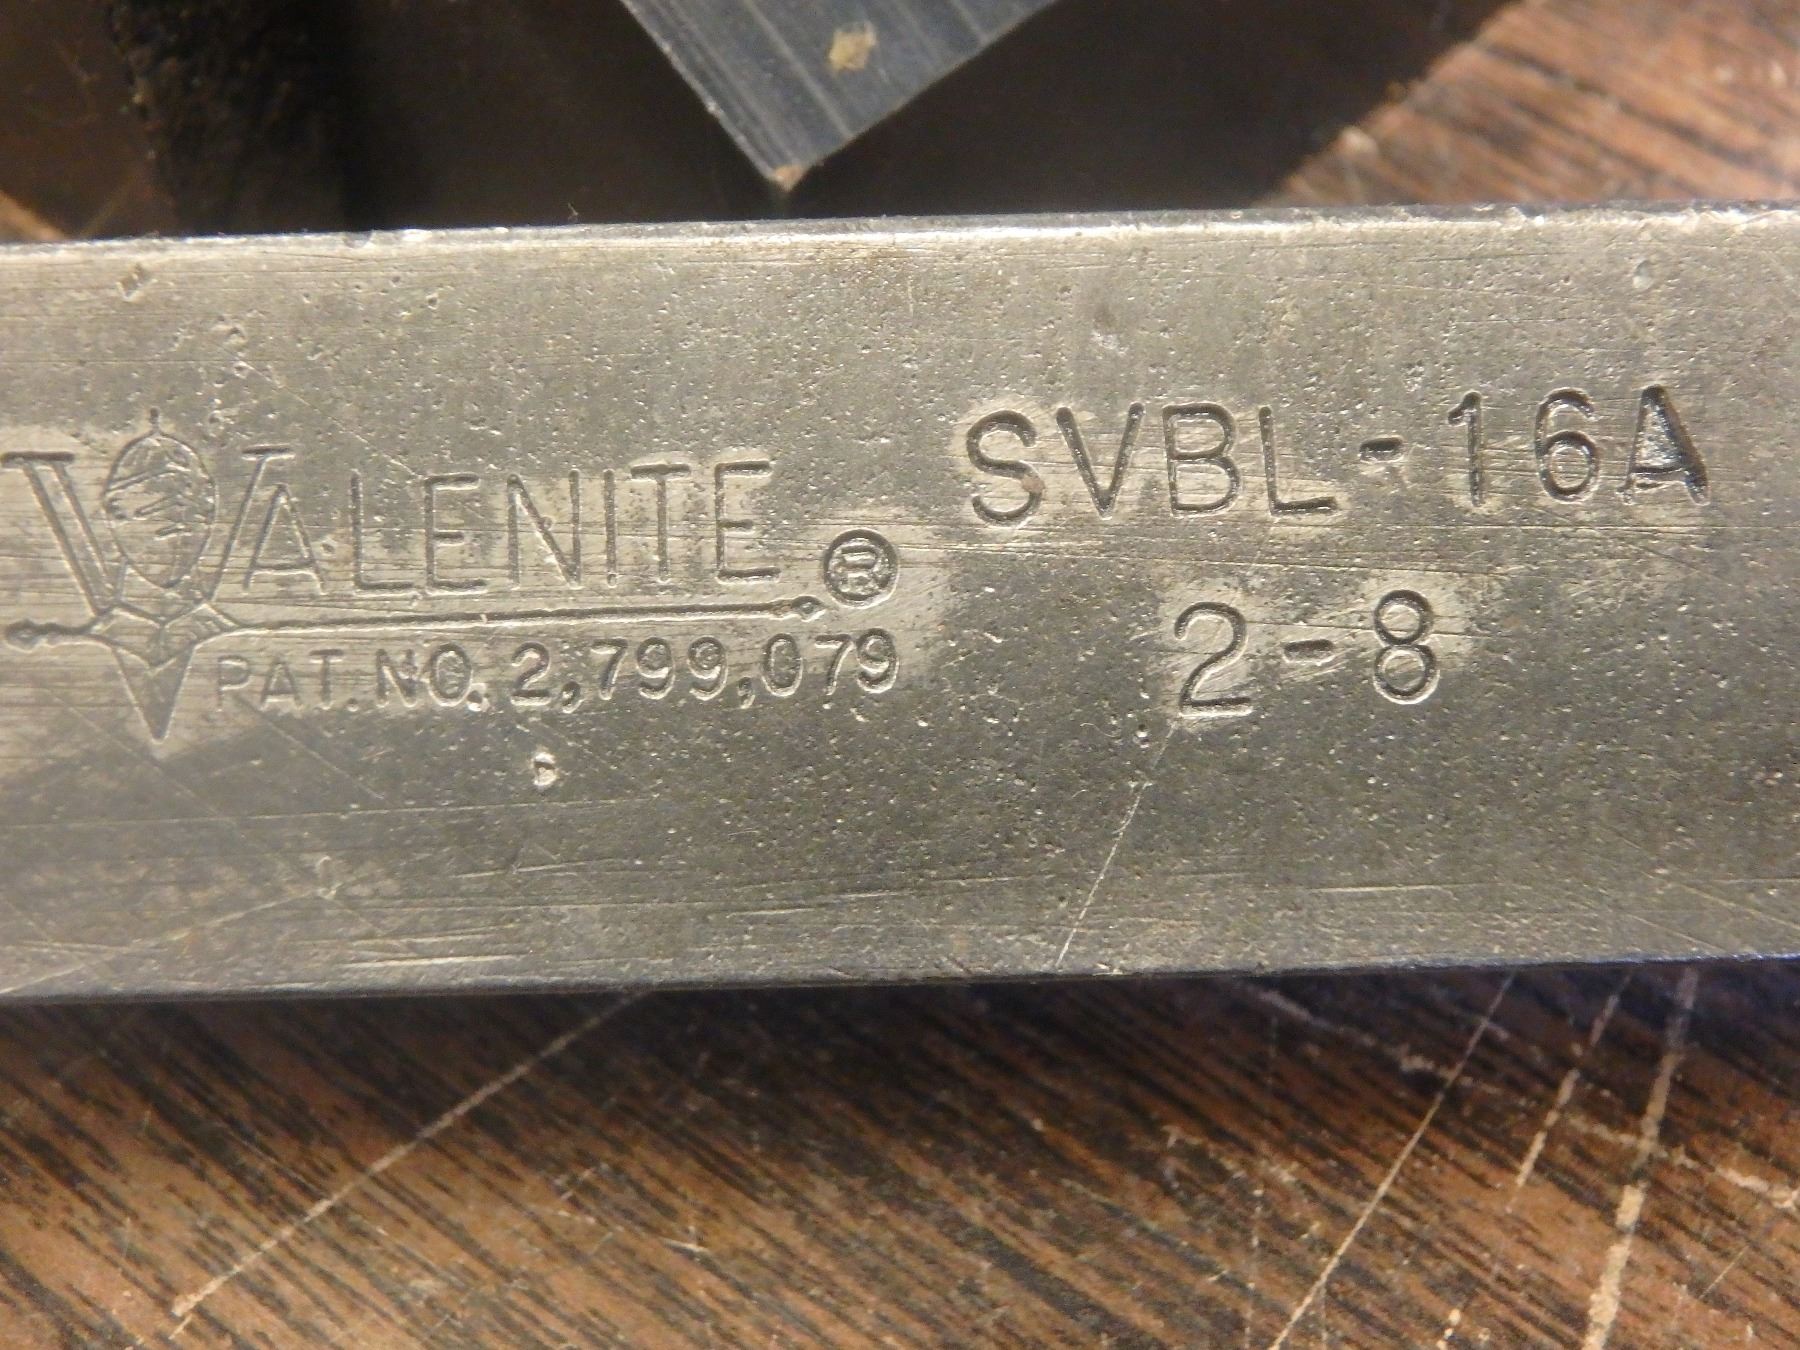 VALENITE ®
PAT. NO. 2,799,079
SVBL-16A
2-8